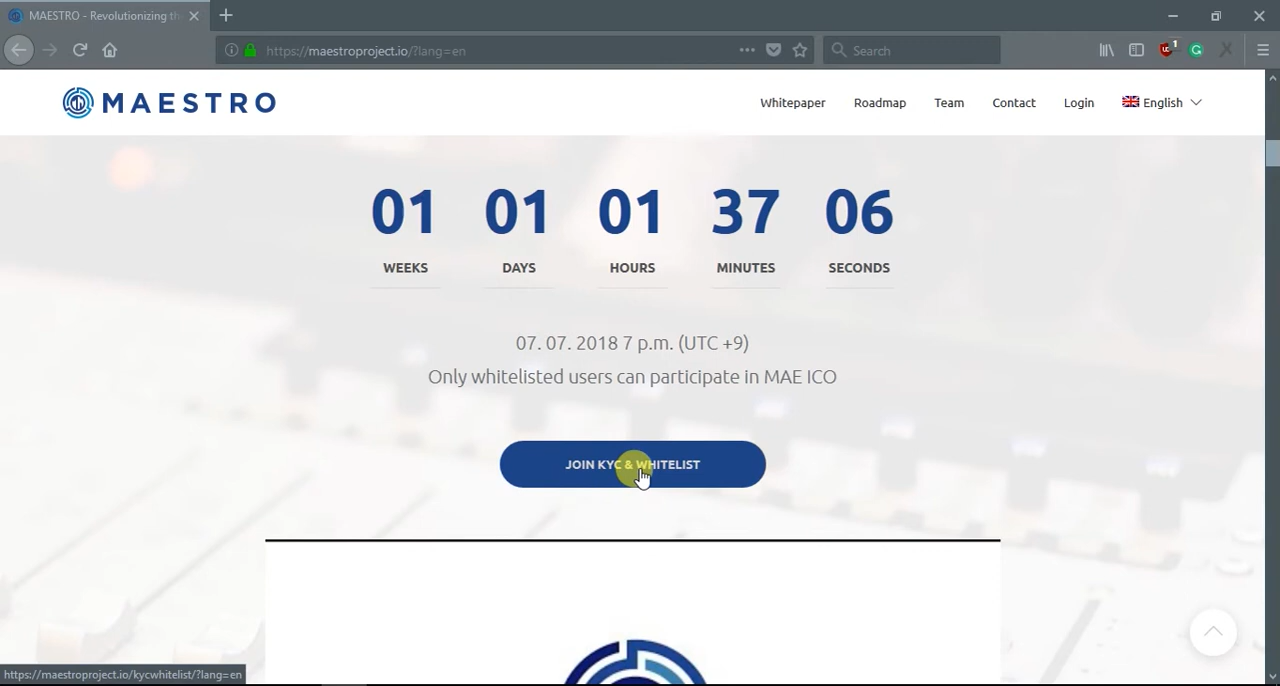 MAESTRO - Revolutionizing th
https://maestroproject.io/?lang=en
Search
1
MAESTRO
Whitepaper
Roadmap
Team
Contact
Login
English
01 01 01 37 06
WEEKS DAYS HOURS MINUTES SECONDS
07. 07. 2018 7 p.m. (UTC +9)
Only whitelisted users can participate in MAE ICO
JOIN KYC & WHITELIST
https://maestroproject.io/kycwhitelist/?lang=en